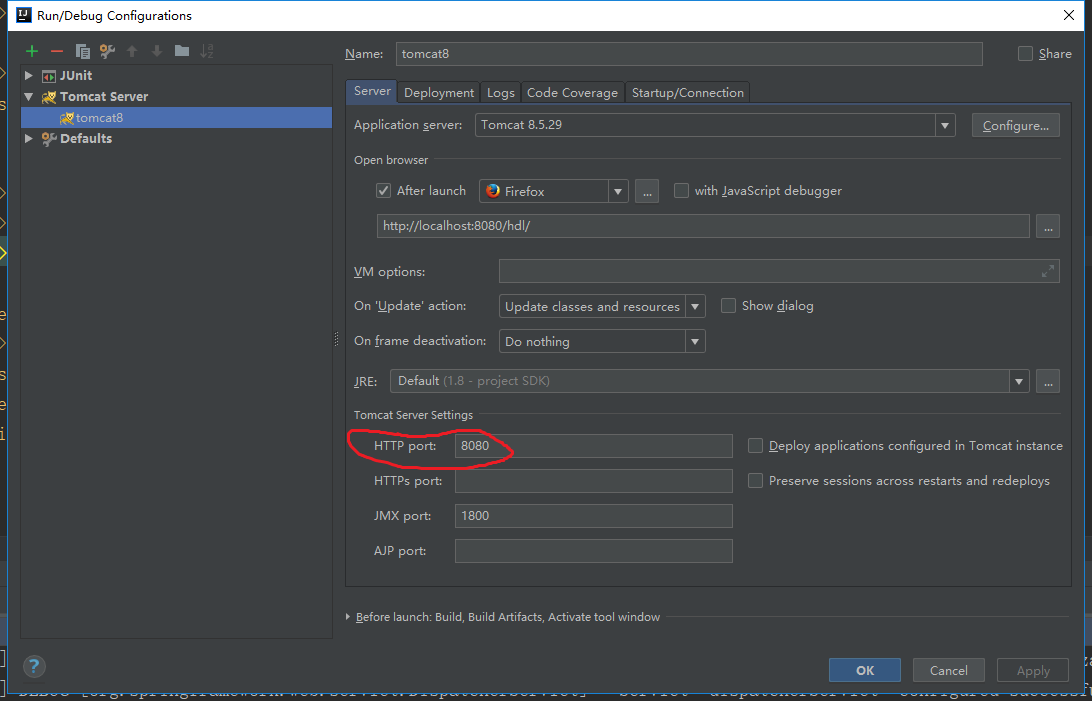 Run/Debug Configurations
Name: tomcat8 Share
JUnit
Tomcat Server
tomcat8
Defaults
Server Deployment Logs Code Coverage Startup/Connection
Application server: Tomcat 8.5.29 Configure...
Open browser
After launch Firefox ... with JavaScript debugger
http://localhost:8080/hdl/ ...
VM options:
On 'Update' action: Update classes and resources Show dialog
On frame deactivation: Do nothing
JRE: Default (1.8 - project SDK) ...
Tomcat Server Settings
HTTP port: 8080 Deploy applications configured in Tomcat instance
HTTPs port: Preserve sessions across restarts and redeploys
JMX port: 1800
AJP port:
Before launch: Build, Build Artifacts, Activate tool window
? OK Cancel Apply